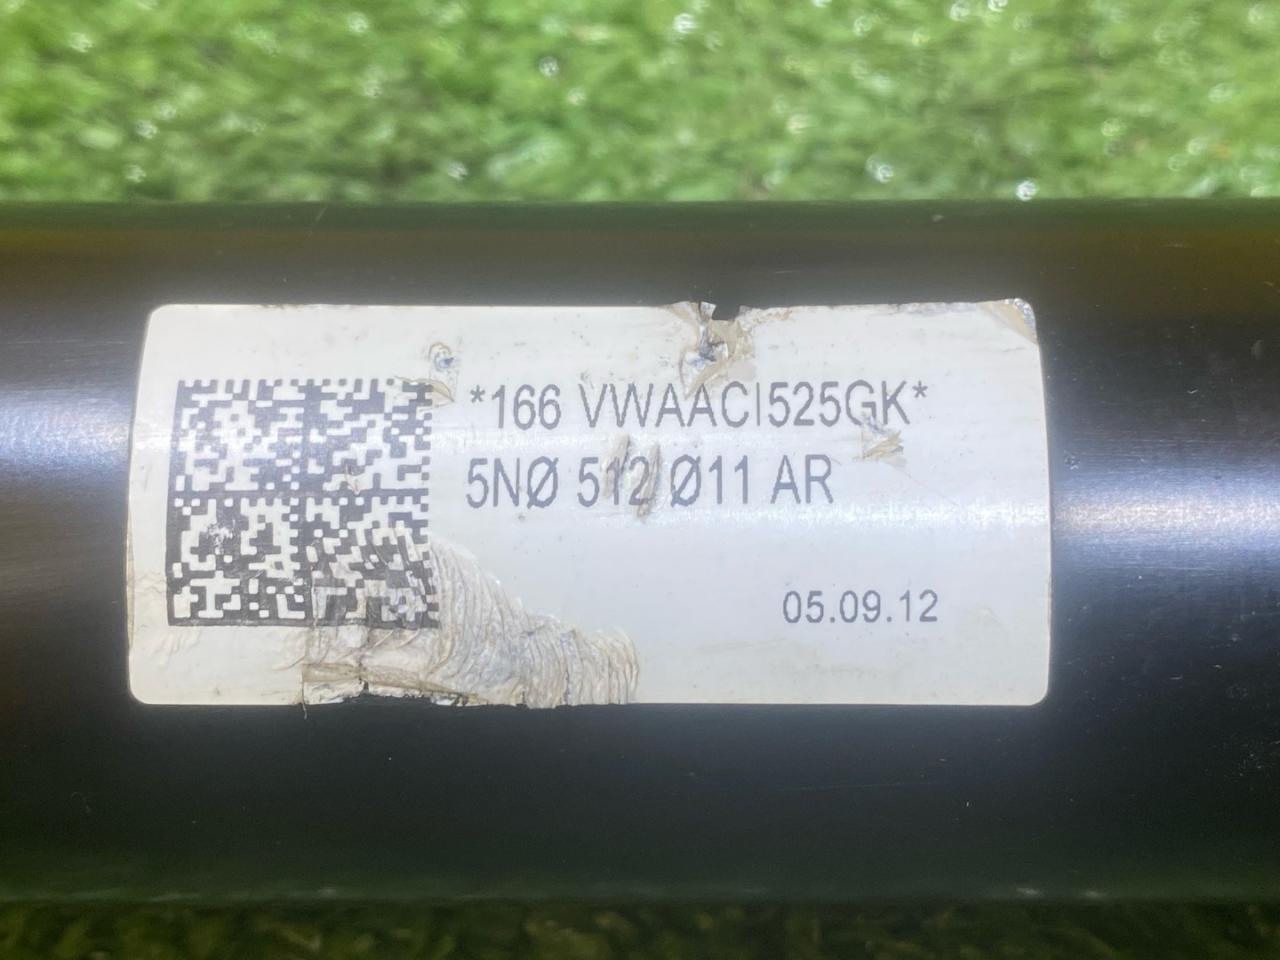 *166 VWAACI525GK*
5NØ 512 Ø11 AR
05.09.12